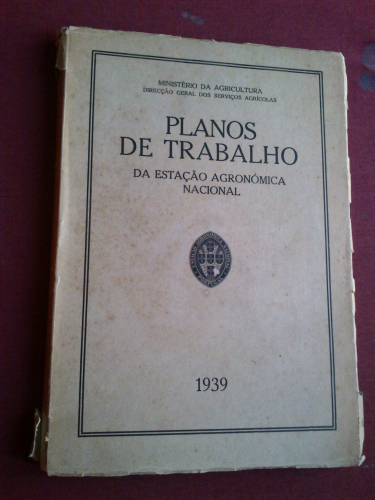 MINISTÉRIO DA AGRICULTURA
DIRECÇÃO GERAL DOS SERVIÇOS AGRÍCOLAS
PLANOS
DE TRABALHO
DA ESTAÇÃO AGRONÓMICA
NACIONAL
1939